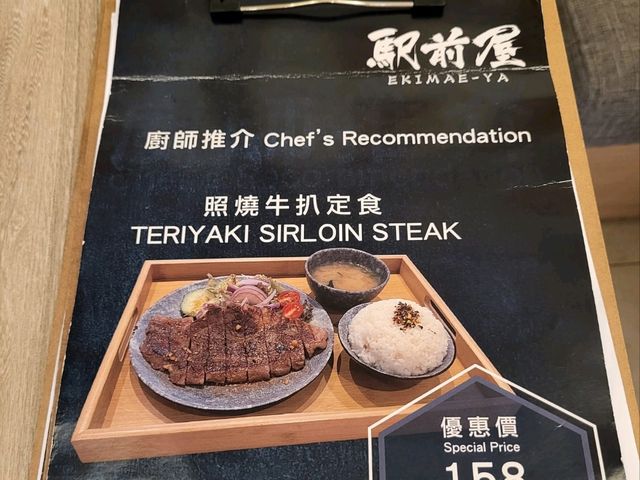 駅前屋
EKIMAE-YA
廚師推介 Chef's Recommendation
照燒牛扒定食
TERIYAKI SIRLOIN STEAK
優惠價
Special Price
158